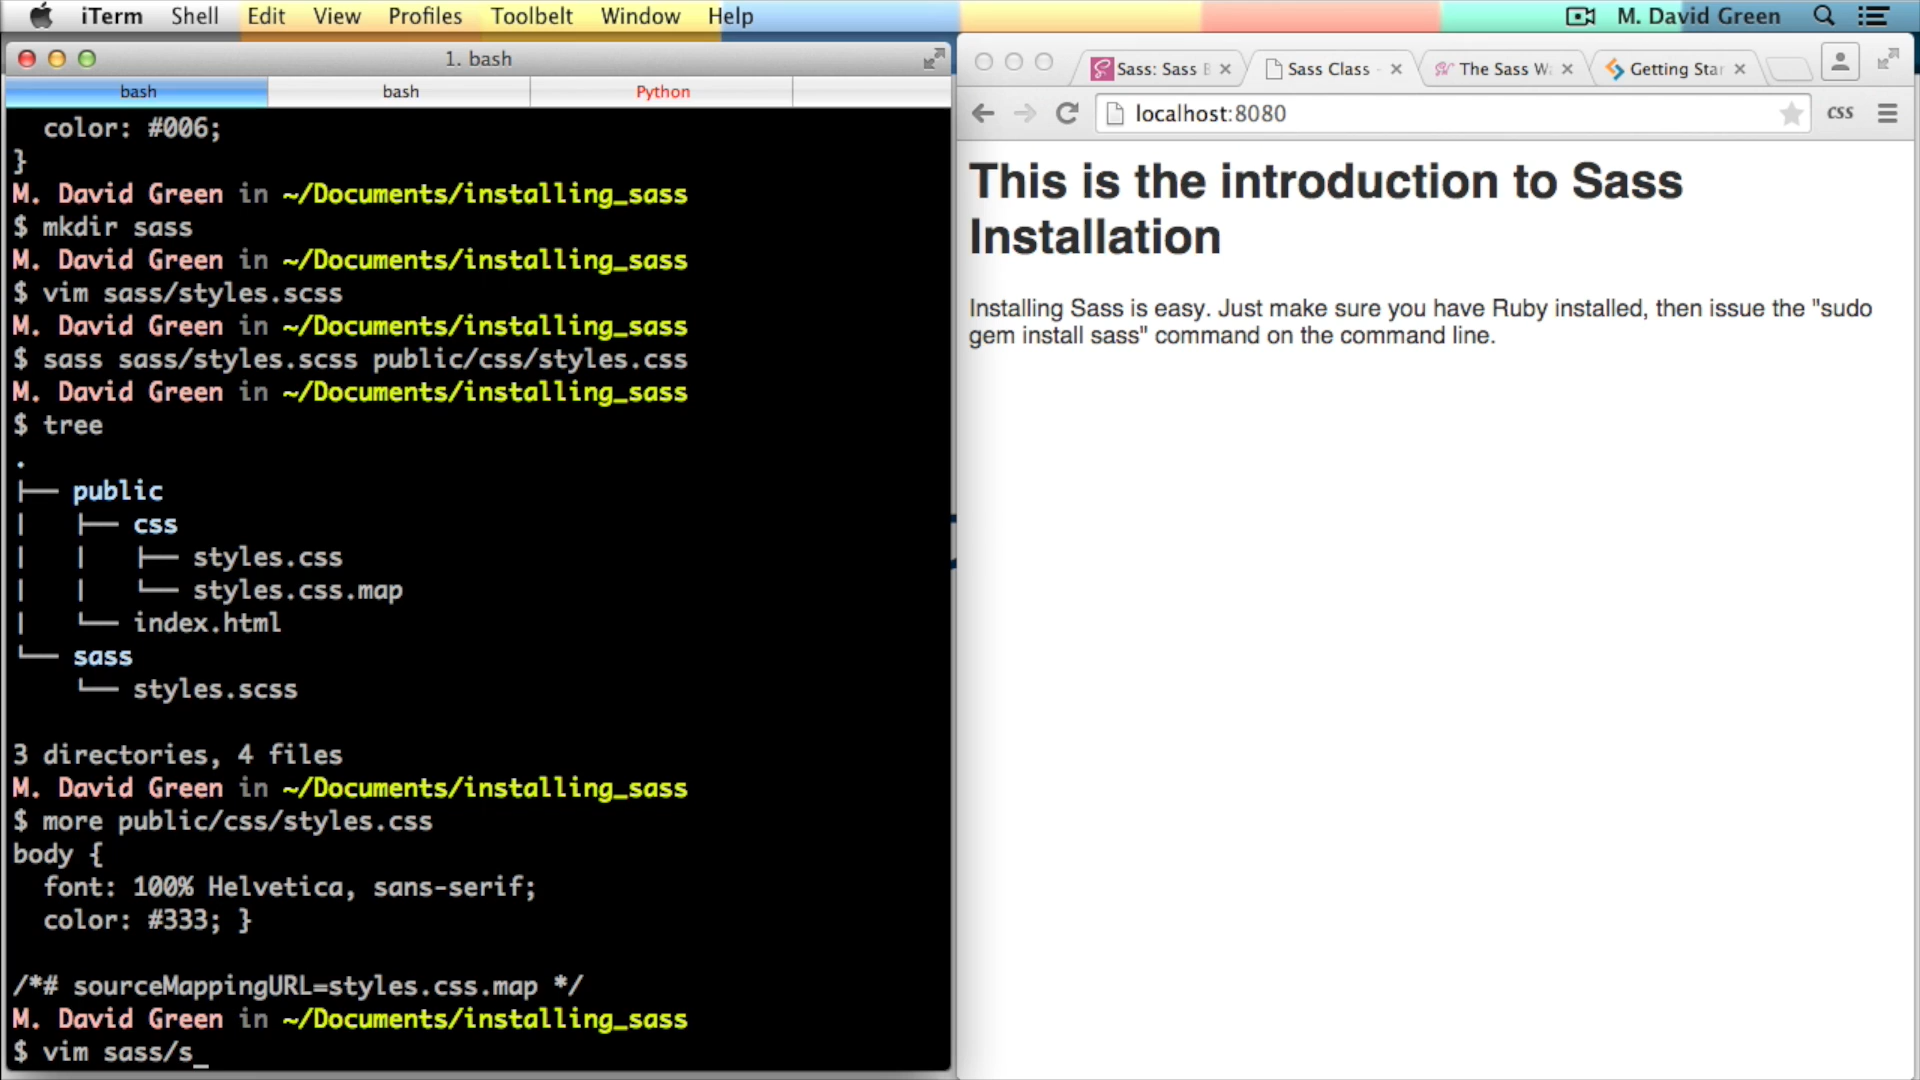 iTerm Shell Edit View Profiles Toolbelt Window Help
M. David Green
1. bash
bash
bash
Python
color: #006;
}
M. David Green in ~/Documents/installing_sass
$ mkdir sass
M. David Green in ~/Documents/installing_sass
$ vim sass/styles.scss
M. David Green in ~/Documents/installing_sass
$ sass sass/styles.scss public/css/styles.css
M. David Green in ~/Documents/installing_sass
$ tree
.
├── public
│   ├── css
│   │   ├── styles.css
│   │   └── styles.css.map
│   └── index.html
└── sass
    └── styles.scss
3 directories, 4 files
M. David Green in ~/Documents/installing_sass
$ more public/css/styles.css
body {
font: 100% Helvetica, sans-serif;
color: #333; }
/*# sourceMappingURL=styles.css.map */
M. David Green in ~/Documents/installing_sass
$ vim sass/s_
Sass: Sass
Sass Class -
The Sass
Getting Star
localhost:8080
css
This is the introduction to Sass
Installation
Installing Sass is easy. Just make sure you have Ruby installed, then issue the "sudo
gem install sass" command on the command line.